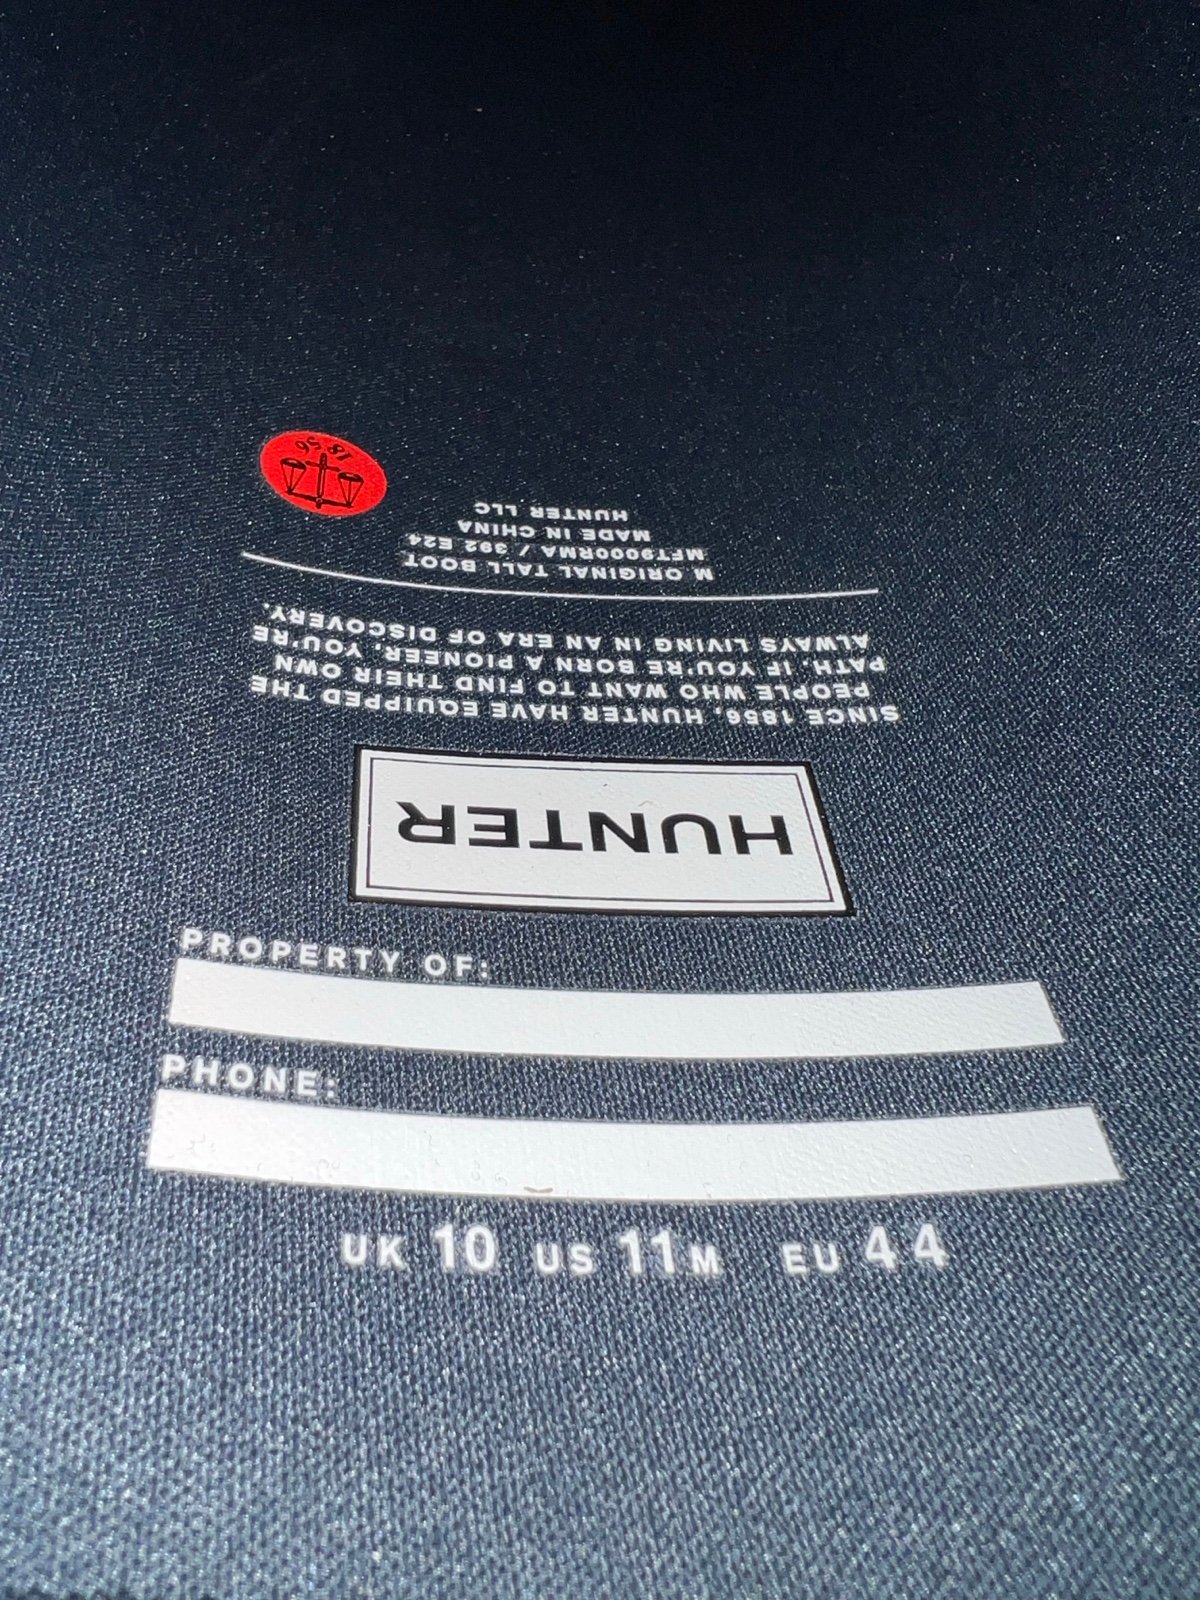 PROPERTY OF:
PHONE:
UK 10 US 11M EU 44
HUNTER
SINCE 1856, HUNTER HAVE EQUIPPED THE
PEOPLE WHO WANT TO FIND THEIR OWN
PATH. IF YOU'RE BORN A PIONEER, YOU'RE
ALWAYS LIVING IN AN ERA OF DISCOVERY.
M ORIGINAL TALL BOOT
MFT9000RMA / 392 E24
MADE IN CHINA
HUNTER LLC
18 56